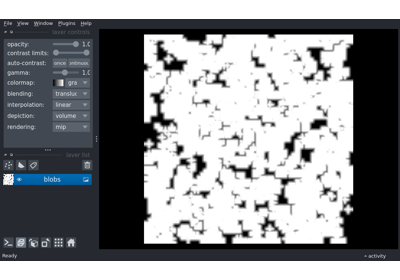 File View Window Plugins Help
layer controls
opacity: 1.0
contrast limits:
auto-contrast: once
gamma: 1.0
colormap: gra
blending: translu
interpolation: linear
depiction: volume
rendering: mip
layer list
blobs
Ready activity